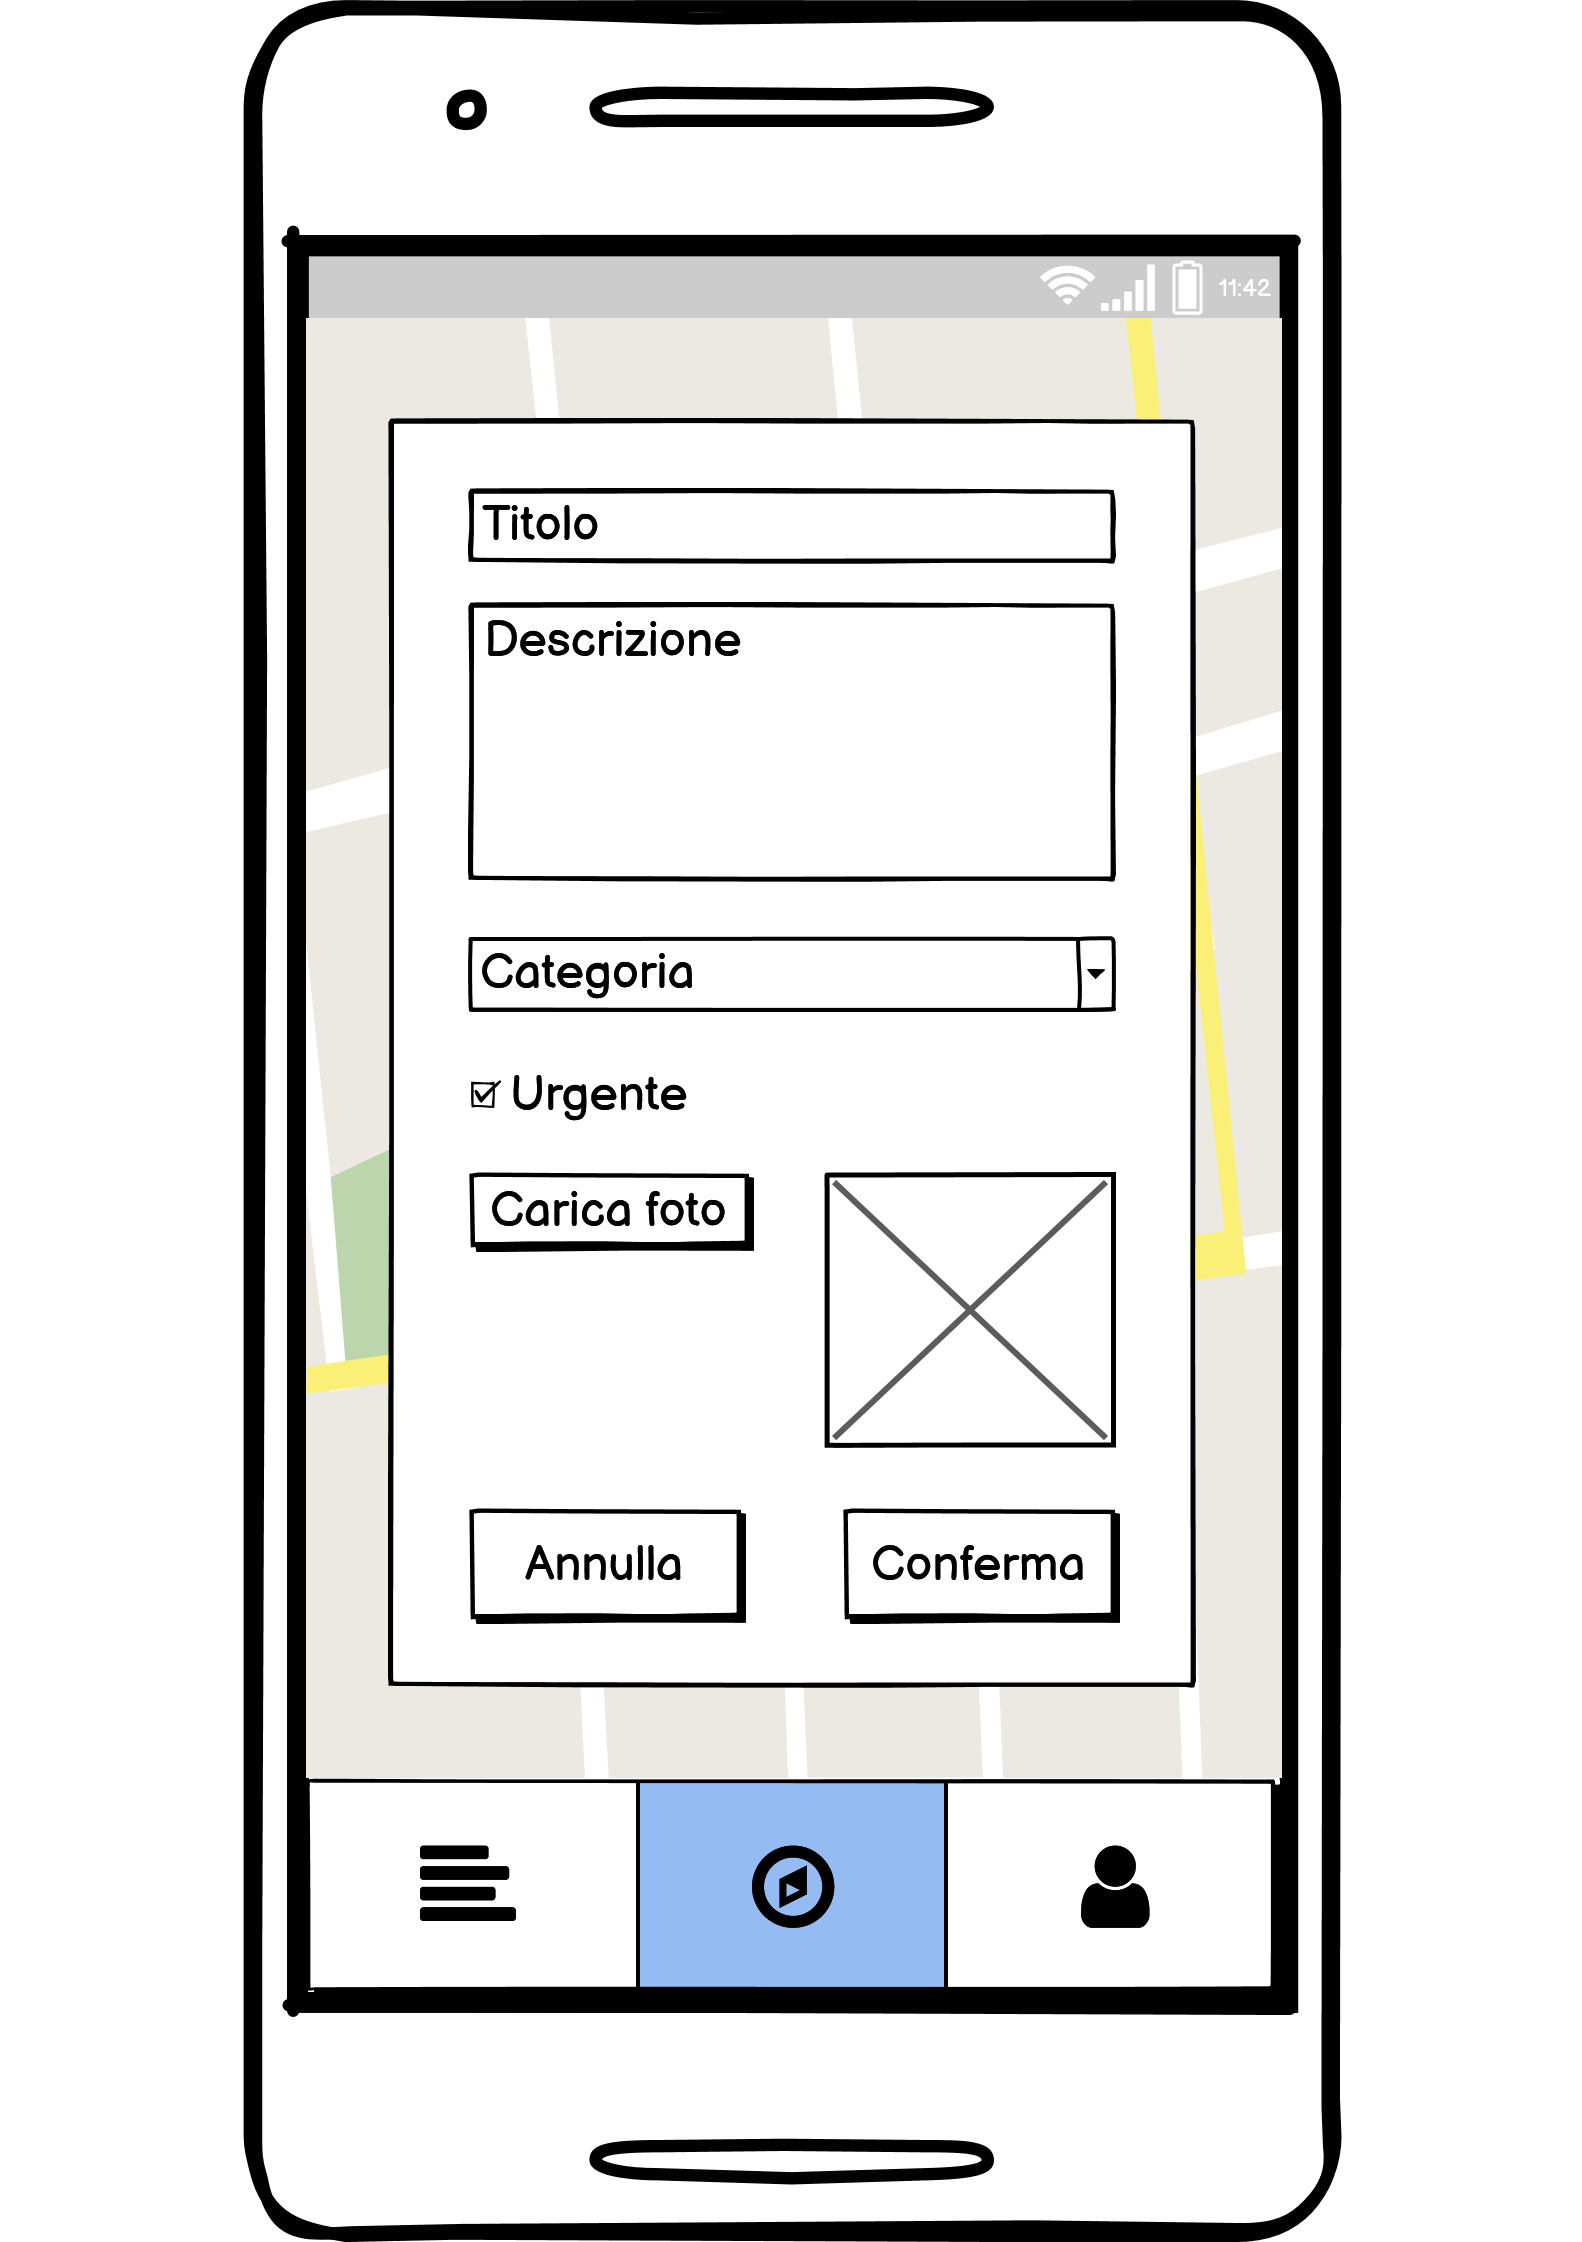 11:42
Titolo
Descrizione
Categoria
Urgente
Carica foto
Annulla
Conferma